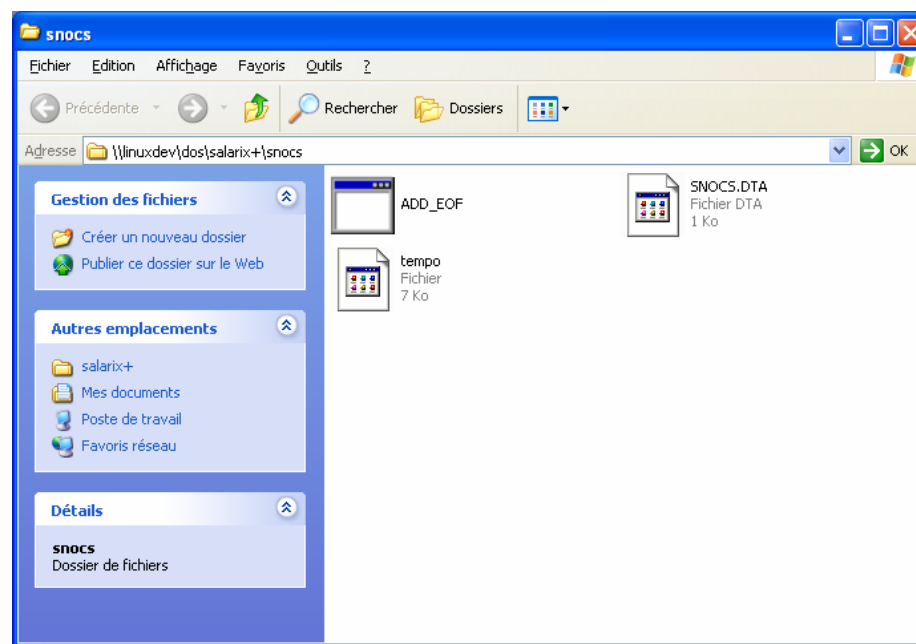 snocs
Fichier Edition Affichage Favoris Outils ?
Précédente Rechercher Dossiers
Adresse \\linuxdev\dos\salarix+\snocs OK
Gestion des fichiers
Créer un nouveau dossier
Publier ce dossier sur le Web
Autres emplacements
salarix+
Mes documents
Poste de travail
Favoris réseau
Détails
snocs
Dossier de fichiers
ADD_EOF
SNOCS.DTA
Fichier DTA
1 Ko
tempo
Fichier
7 Ko